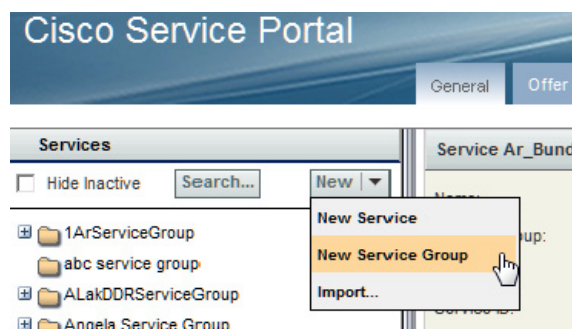 Cisco Service Portal
General Offer
Services
Service Ar_Bund
Hide Inactive Search... New
New Service
1ArServiceGroup
New Service Group
abc service group
Import...
ALakDDRServiceGroup
Angela Service Group